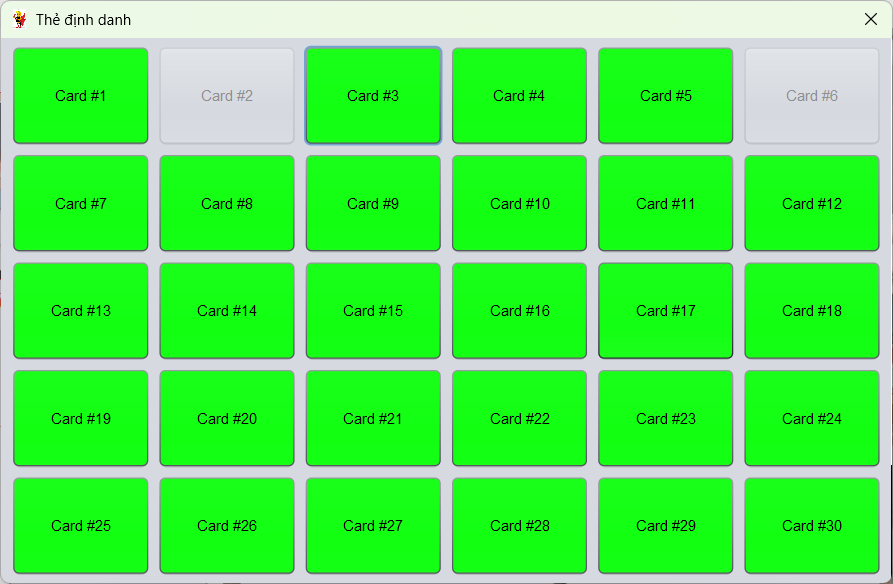 Thẻ định danh
Card #1 Card #2 Card #3 Card #4 Card #5 Card #6
Card #7 Card #8 Card #9 Card #10 Card #11 Card #12
Card #13 Card #14 Card #15 Card #16 Card #17 Card #18
Card #19 Card #20 Card #21 Card #22 Card #23 Card #24
Card #25 Card #26 Card #27 Card #28 Card #29 Card #30